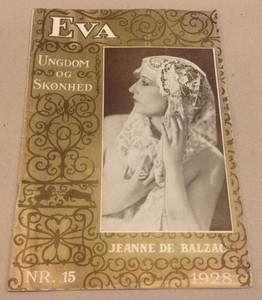 EVA
UNGDOM
OG
SKØNHED
JEANNE DE BALZAC
NR. 15
1928